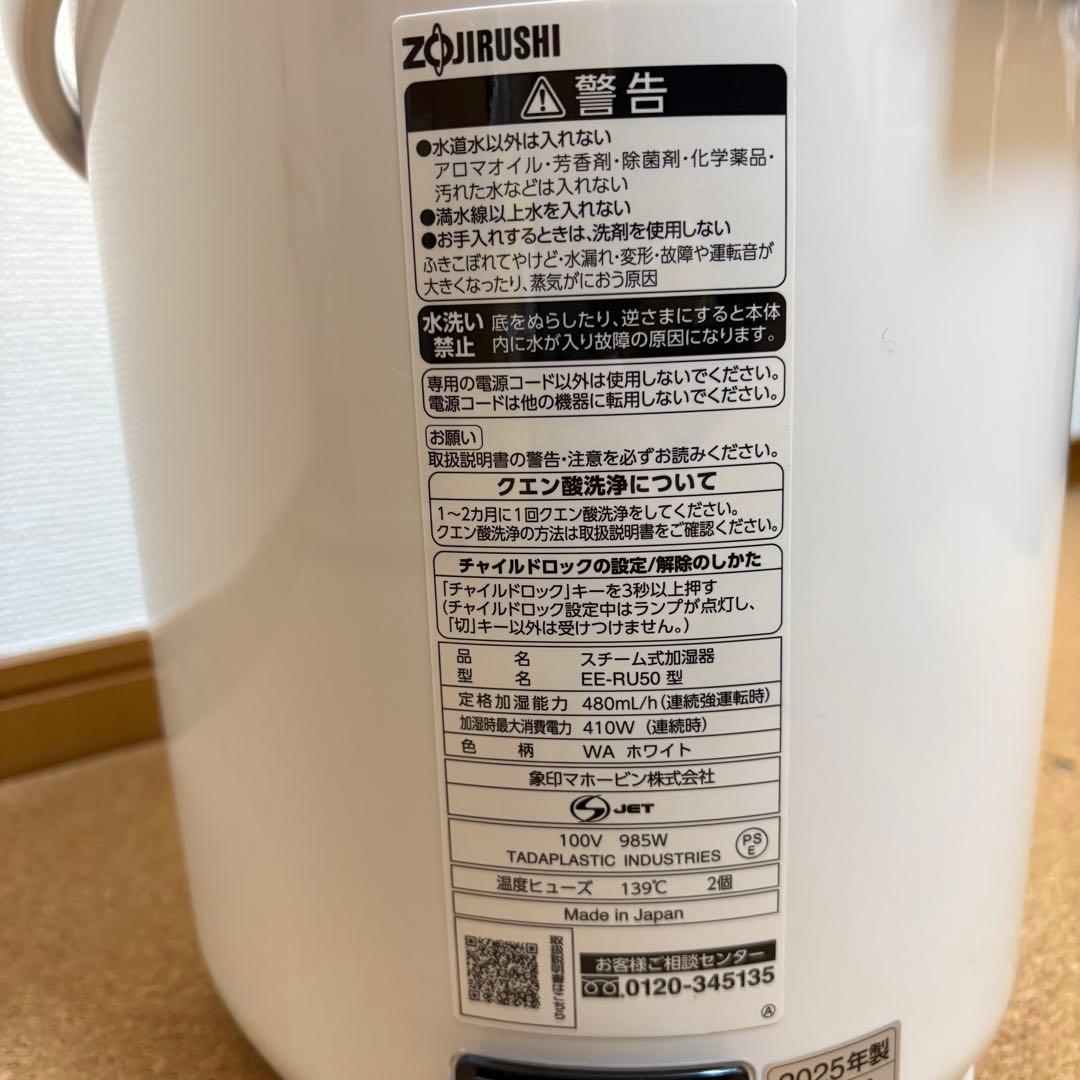 ZOJIRUSHI
警告
●水道水以外は入れない
アロマオイル・芳香剤・除菌剤・化学薬品・
汚れた水などは入れない
●満水線以上水を入れない
●お手入れするときは、洗剤を使用しない
ふきこぼれてやけど・水漏れ・変形・故障や運転音が
大きくなったり、蒸気がにおう原因
水洗い
禁止
底をぬらしたり、逆さまにすると本体
内に水が入り故障の原因になります。
専用の電源コード以外は使用しないでください。
電源コードは他の機器に転用しないでください。
お願い
取扱説明書の警告・注意を必ずお読みください。
クエン酸洗浄について
1～2カ月に1回クエン酸洗浄をしてください。
クエン酸洗浄の方法は取扱説明書をご確認ください。
チャイルドロックの設定/解除のしかた
「チャイルドロック」キーを3秒以上押す
(チャイルドロック設定中はランプが点灯し、
「切」キー以外は受けつけません。)
品 名 スチーム式加湿器
型 名 EE-RU50 型
定格加湿能力 480mL/h(連続強運転時)
加湿時最大消費電力 410W (連続時)
色 柄 WA ホワイト
象印マホービン株式会社
S JET
100V 985W
TADAPLASTIC INDUSTRIES
PS
E
温度ヒューズ 139℃ 2個
Made in Japan
取扱説明書はこちら
お客様ご相談センター
0120-345135
Ⓐ
2025年製